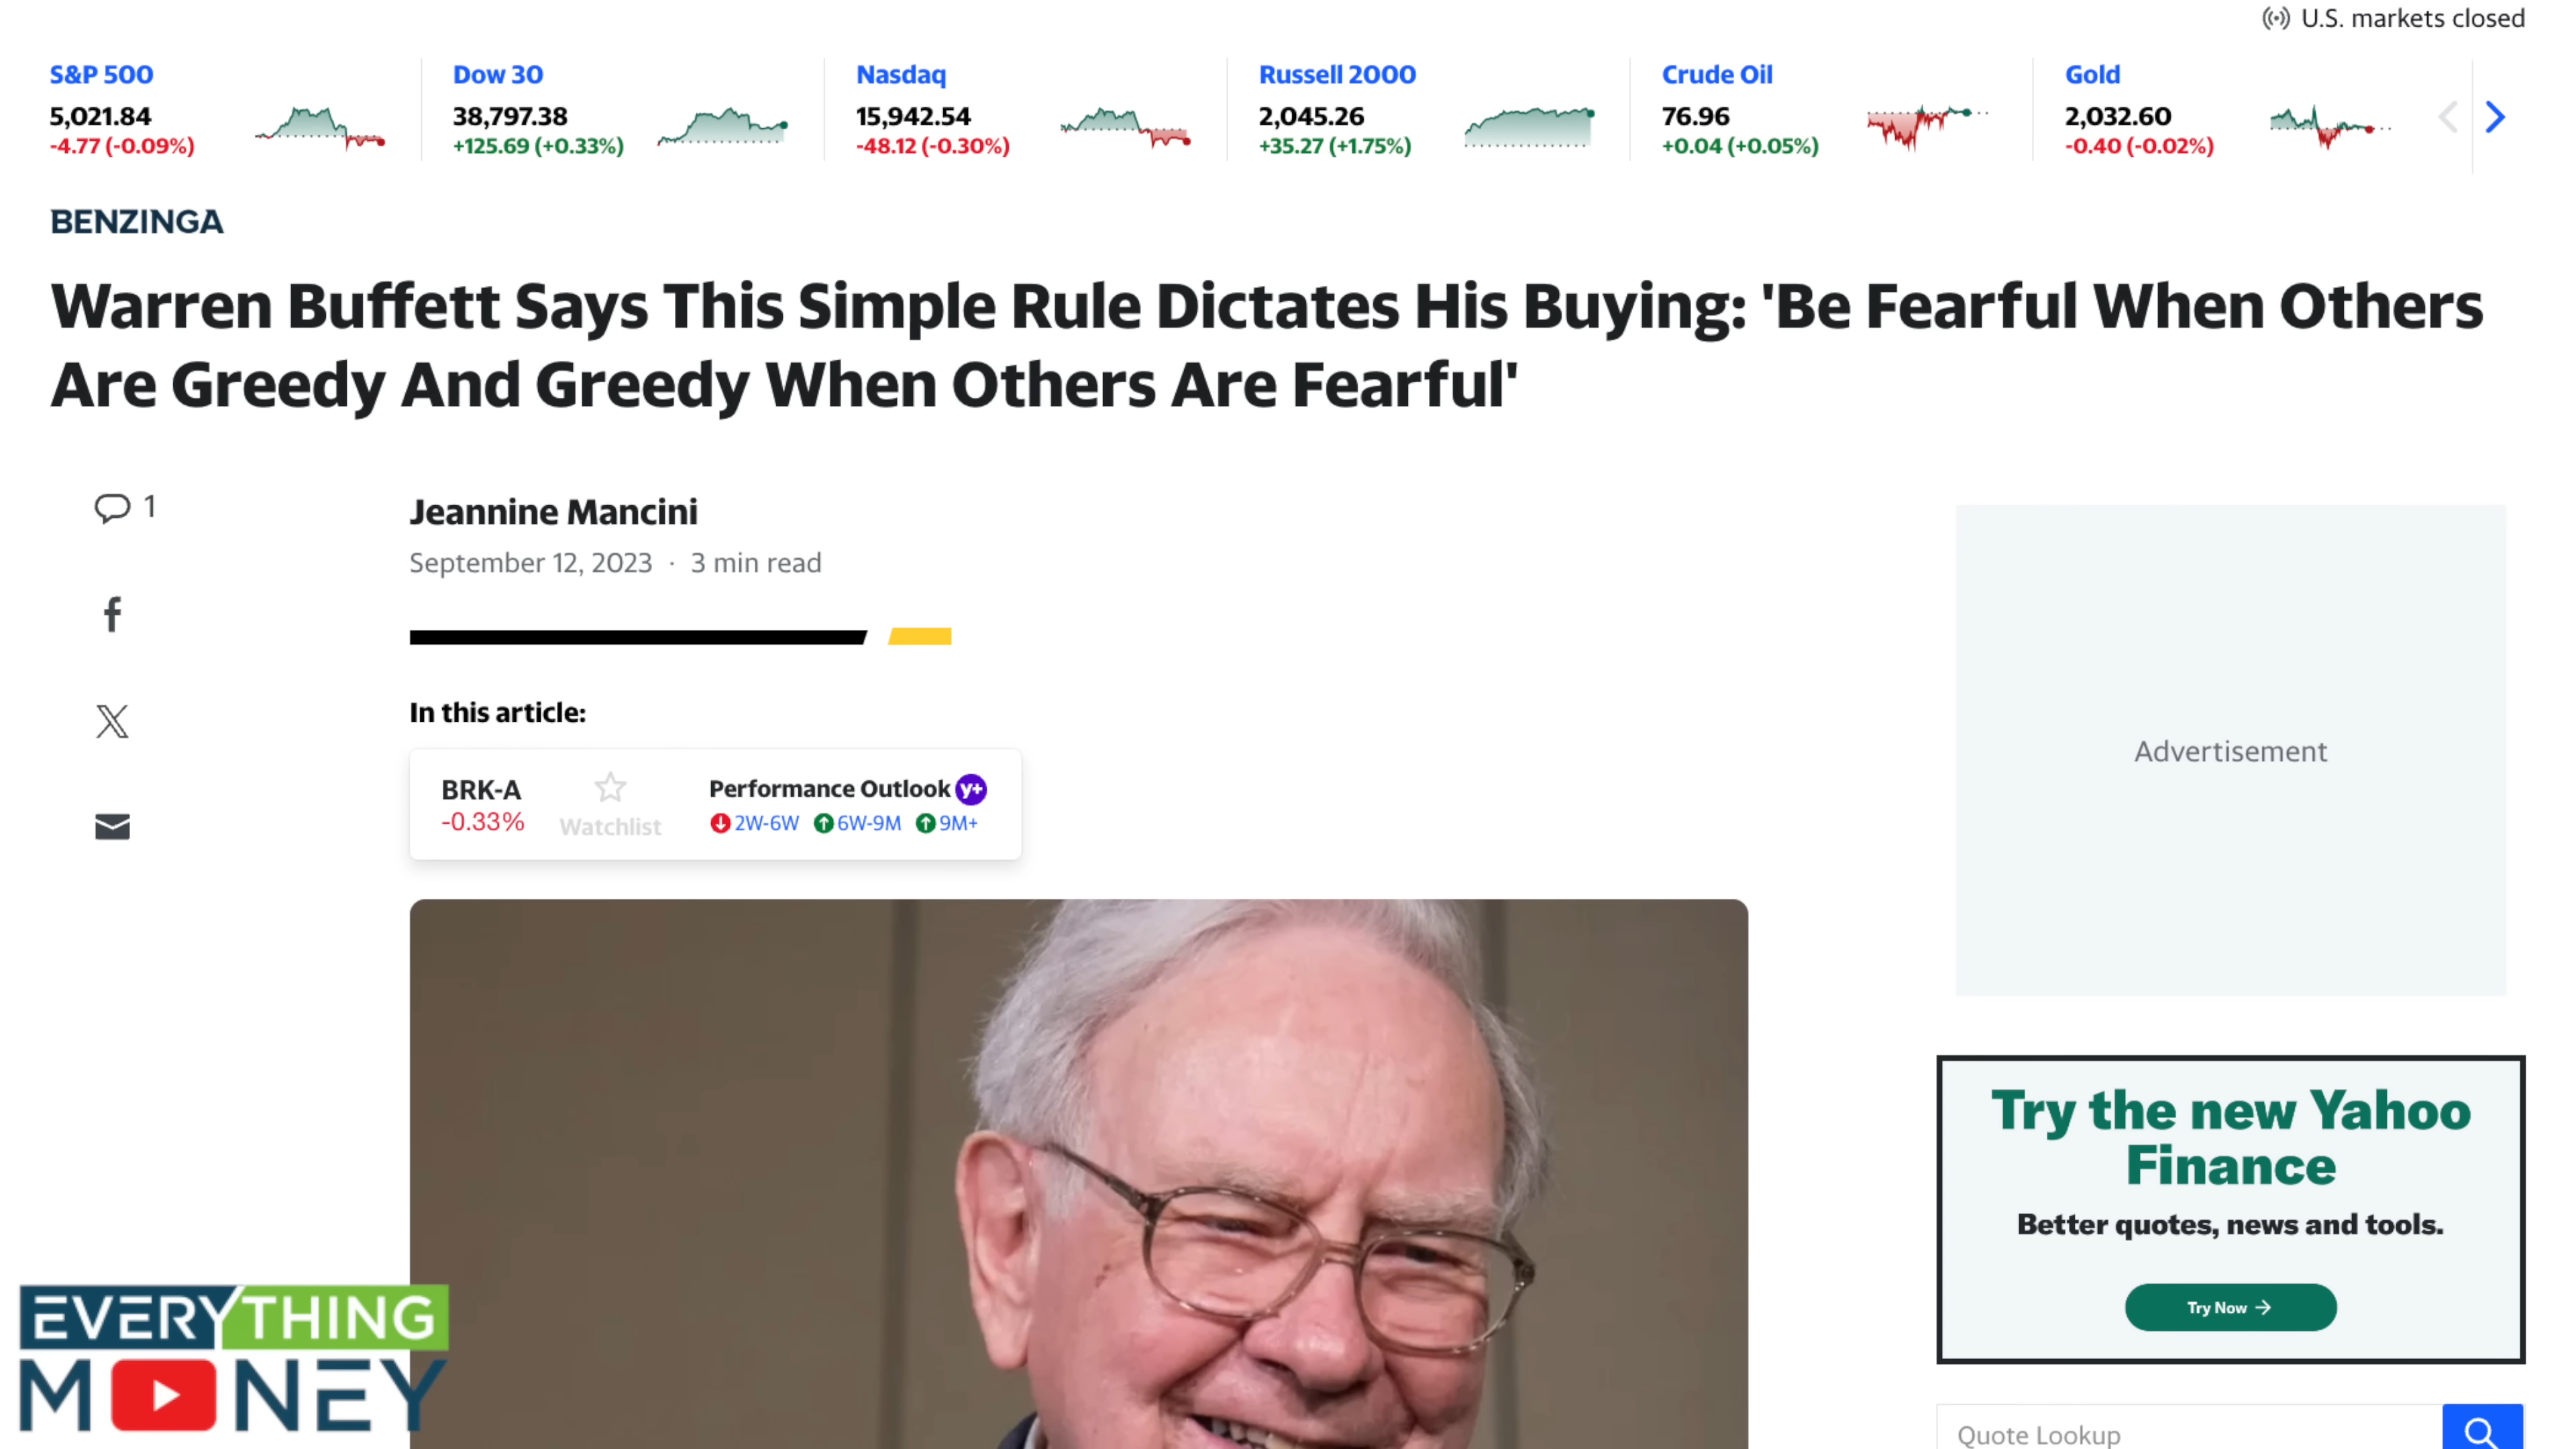 U.S. markets closed
S&P 500
5,021.84
-4.77 (-0.09%)
Dow 30
38,797.38
+125.69 (+0.33%)
Nasdaq
15,942.54
-48.12 (-0.30%)
Russell 2000
2,045.26
+35.27 (+1.75%)
Crude Oil
76.96
+0.04 (+0.05%)
Gold
2,032.60
-0.40 (-0.02%)
BENZINGA
Warren Buffett Says This Simple Rule Dictates His Buying: 'Be Fearful When Others
Are Greedy And Greedy When Others Are Fearful'
1
Jeannine Mancini
September 12, 2023 · 3 min read
In this article:
BRK-A
-0.33%
Watchlist
Performance Outlook y+
2W-6W 6W-9M 9M+
Advertisement
Try the new Yahoo
Finance
Better quotes, news and tools.
Try Now →
Quote Lookup
EVERYTHING
MONEY